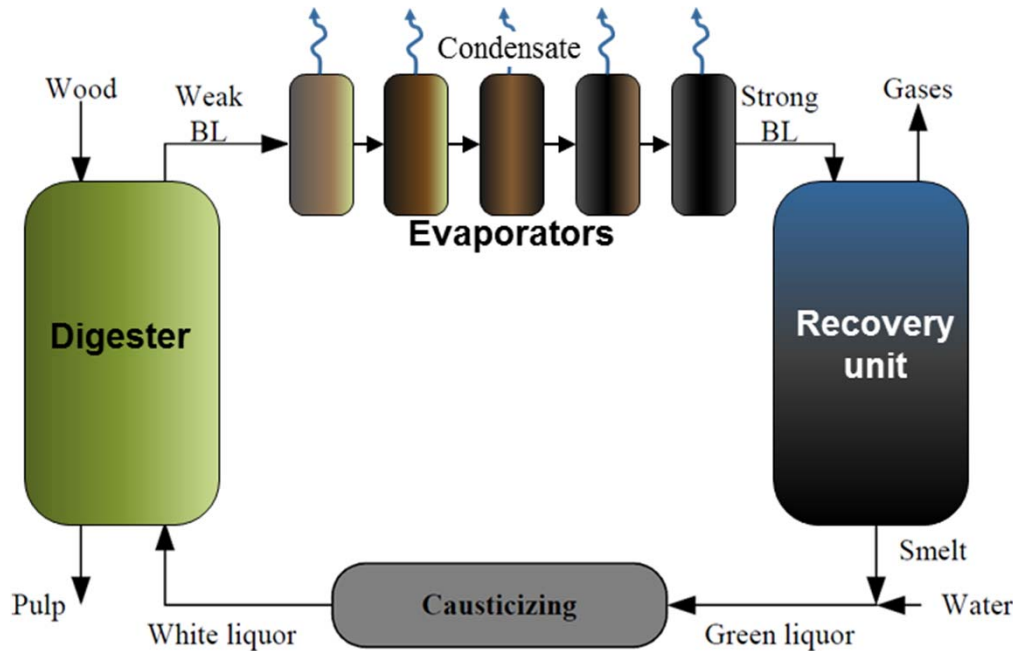 Condensate
Wood
Weak
BL
Strong
BL
Gases
Evaporators
Digester
Recovery
unit
Smelt
Pulp
Causticizing
Water
White liquor
Green liquor